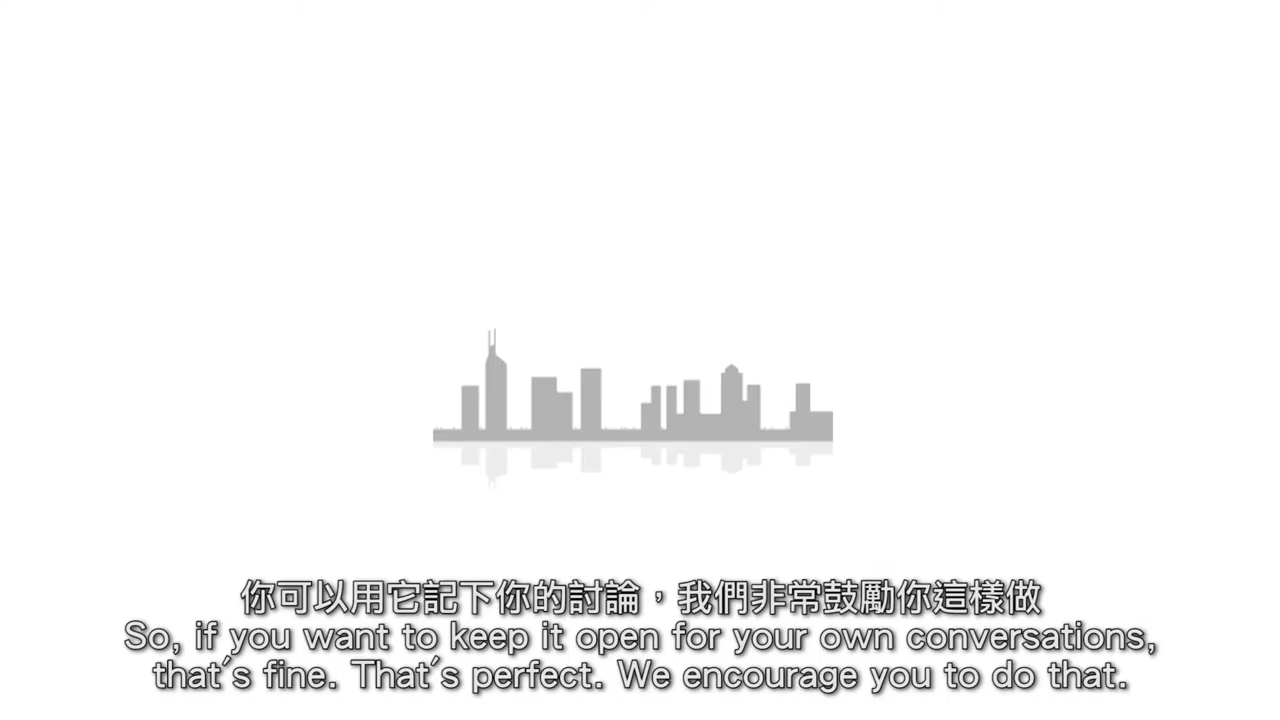 你可以用它記下你的討論，我們非常鼓勵你這樣做
So, if you want to keep it open for your own conversations,
that's fine. That's perfect. We encourage you to do that.